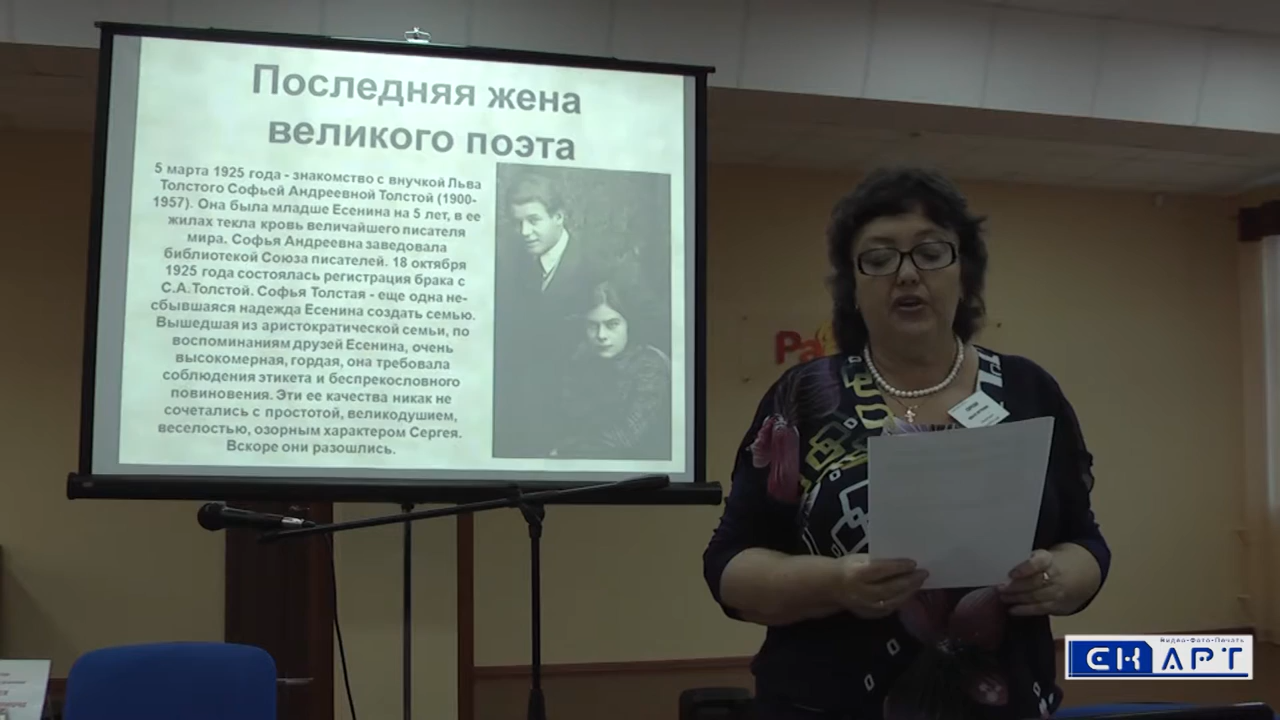 Последняя жена
великого поэта
5 марта 1925 года - знакомство с внучкой Льва
Толстого Софьей Андреевной Толстой (1900-
1957). Она была младше Есенина на 5 лет, в ее
жилах текла кровь величайшего писателя
мира. Софья Андреевна заведовала
библиотекой Союза писателей. 18 октября
1925 года состоялась регистрация брака с
С.А.Толстой. Софья Толстая - еще одна не-
сбывшаяся надежда Есенина создать семью.
Вышедшая из аристократической семьи, по
воспоминаниям друзей Есенина, очень
высокомерная, гордая, она требовала
соблюдения этикета и беспрекословного
повиновения. Эти ее качества никак не
сочетались с простотой, великодушием,
веселостью, озорным характером Сергея.
Вскоре они разошлись.
Ра
Видео-Фото-Печать
СК АРТ